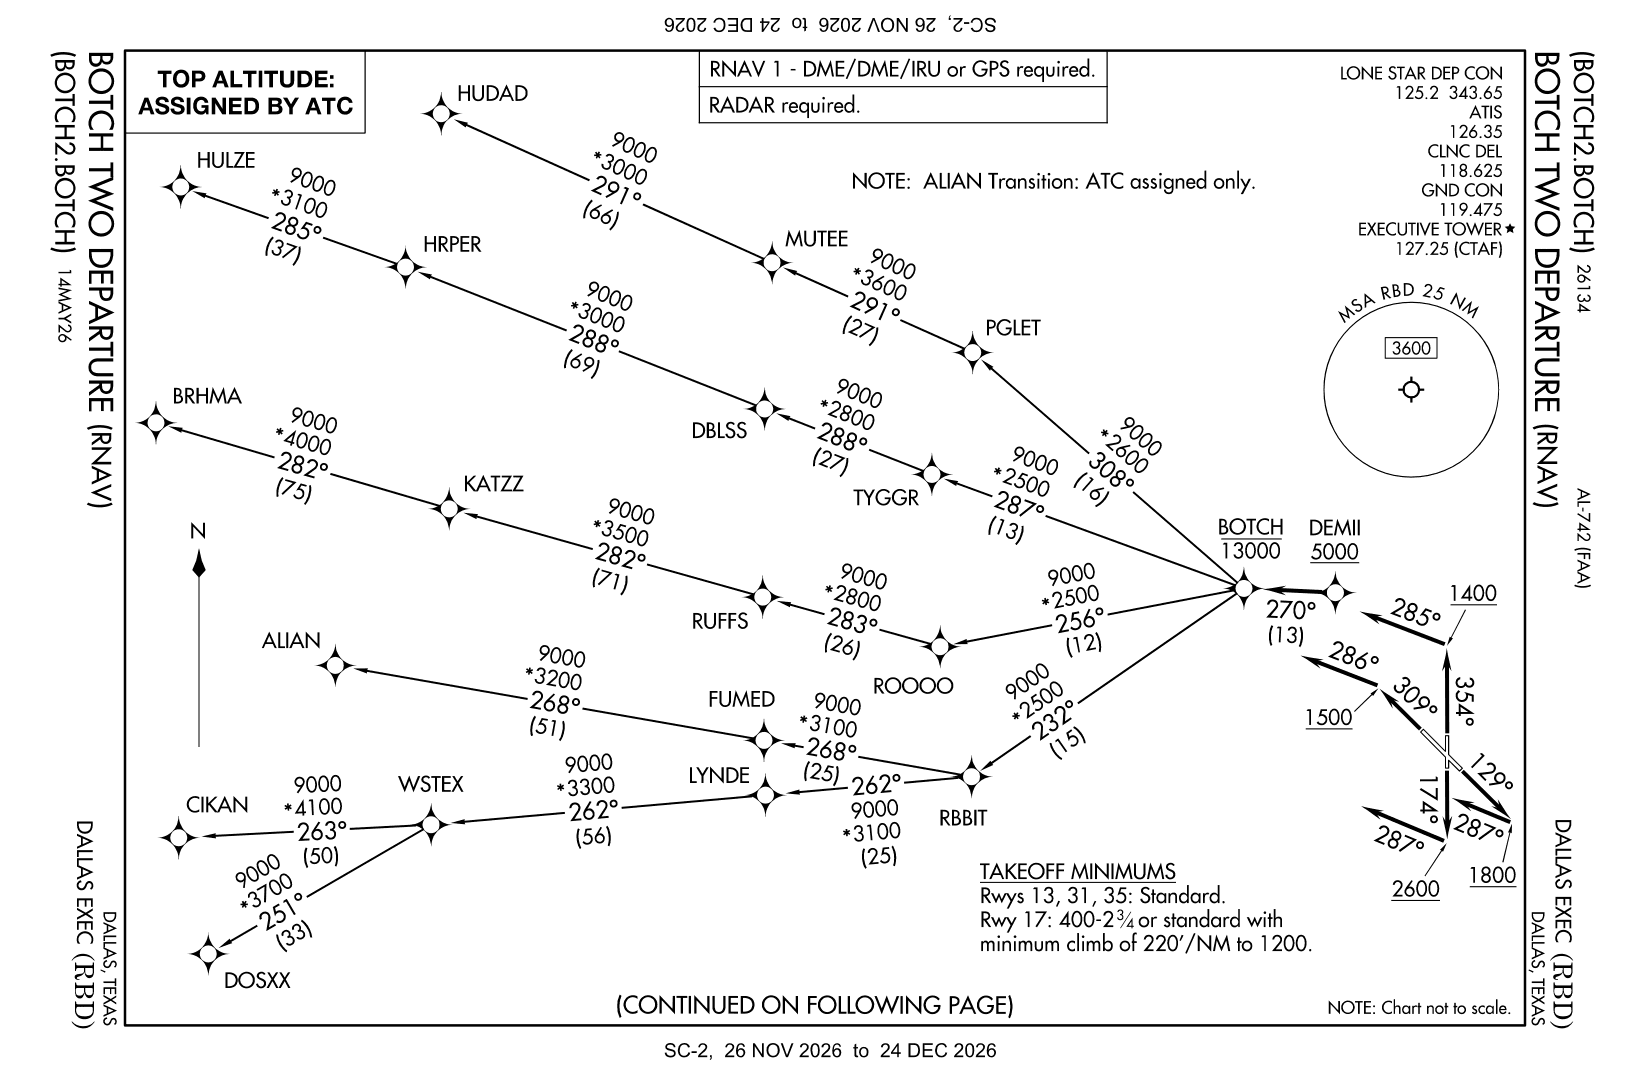 SC-2, 26 NOV 2026 to 24 DEC 2026
(BOTCH2.BOTCH) 14MAY26
BOTCH TWO DEPARTURE (RNAV)
DALLAS EXEC (RBD)
DALLAS, TEXAS
TOP ALTITUDE:
ASSIGNED BY ATC
RNAV 1 - DME/DME/IRU or GPS required.
RADAR required.
NOTE: ALIAN Transition: ATC assigned only.
LONE STAR DEP CON
125.2 343.65
ATIS
126.35
CLNC DEL
118.625
GND CON
119.475
EXECUTIVE TOWER★
127.25 (CTAF)
MSA RBD 25 NM
3600
HUDAD
9000
*3000
291°
(66)
MUTEE
9000
*3600
291°
(27)
PGLET
9000
*2600
308°
(16)
HULZE
9000
*3100
285°
(37)
HRPER
9000
*3000
288°
(69)
DBLSS
9000
*2800
288°
(27)
TYGGR
9000
*2500
287°
(13)
BRHMA
9000
*4000
282°
(75)
KATZZ
9000
*3500
282°
(71)
RUFFS
9000
*2800
283°
(26)
ROOOO
9000
*2500
256°
(12)
BOTCH
13000
DEMII
5000
270°
(13)
N
ALIAN
9000
*3200
268°
(51)
FUMED
9000
*3100
268°
(25)
9000
*2500
232°
(15)
RBBIT
CIKAN
9000
*4100
263°
(50)
WSTEX
9000
*3300
262°
(56)
LYNDE
262°
9000
*3100
(25)
9000
*3700
251°
(33)
DOSXX
1400
285°
286°
1500
309°
354°
129°
174°
287°
287°
2600
1800
TAKEOFF MINIMUMS
Rwys 13, 31, 35: Standard.
Rwy 17: 400-2¾ or standard with
minimum climb of 220'/NM to 1200.
(CONTINUED ON FOLLOWING PAGE)
NOTE: Chart not to scale.
BOTCH TWO DEPARTURE (RNAV)
(BOTCH2.BOTCH) 26134
AL-742 (FAA)
DALLAS EXEC (RBD)
DALLAS, TEXAS
SC-2, 26 NOV 2026 to 24 DEC 2026